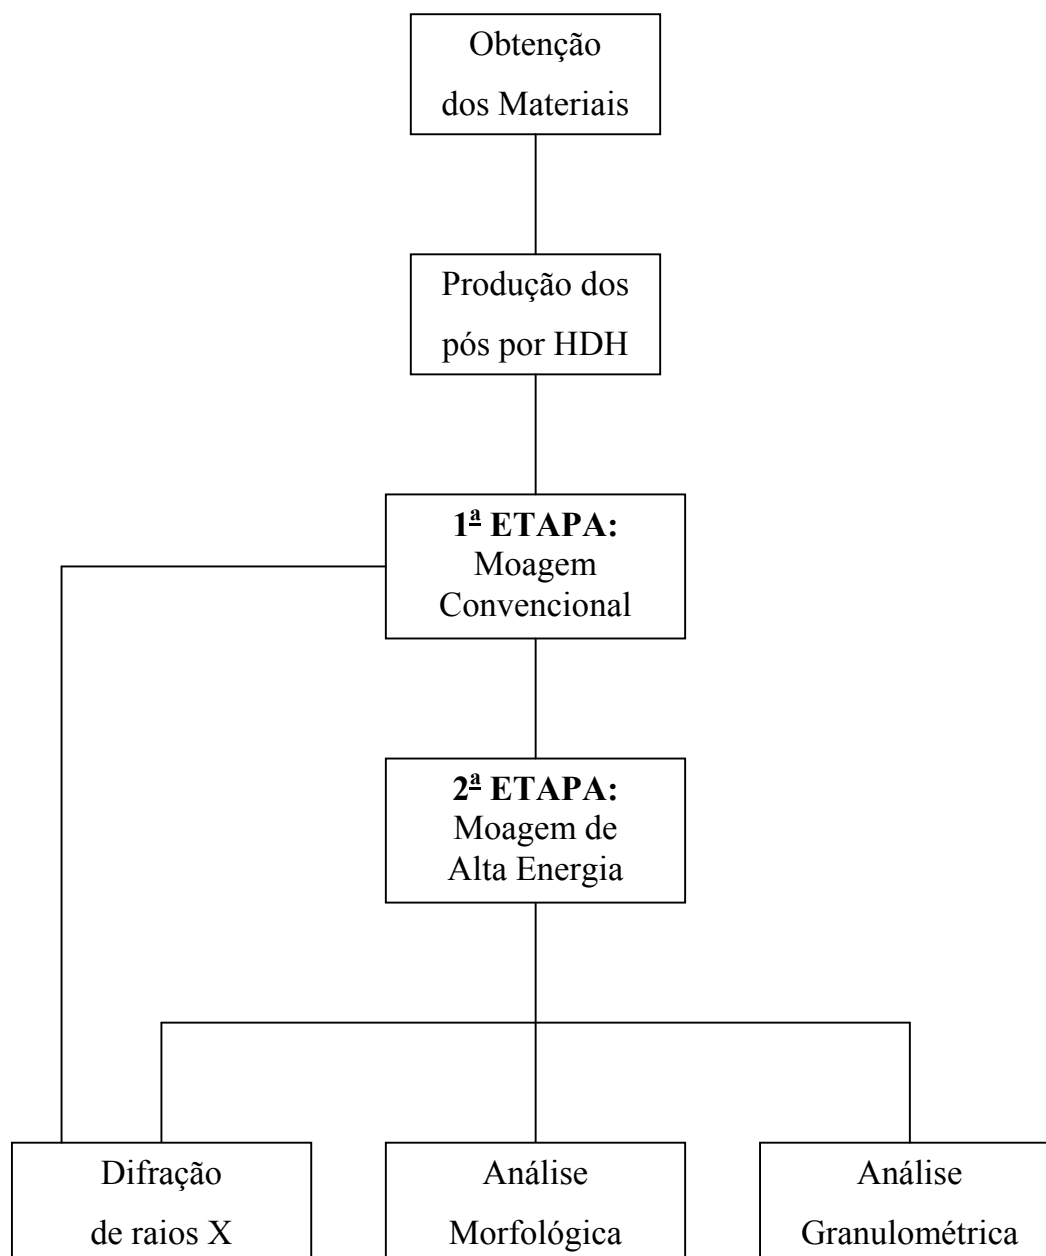 Obtenção
dos Materiais
Produção dos
pós por HDH
1ª ETAPA:
Moagem
Convencional
2ª ETAPA:
Moagem de
Alta Energia
Difração
de raios X
Análise
Morfológica
Análise
Granulométrica